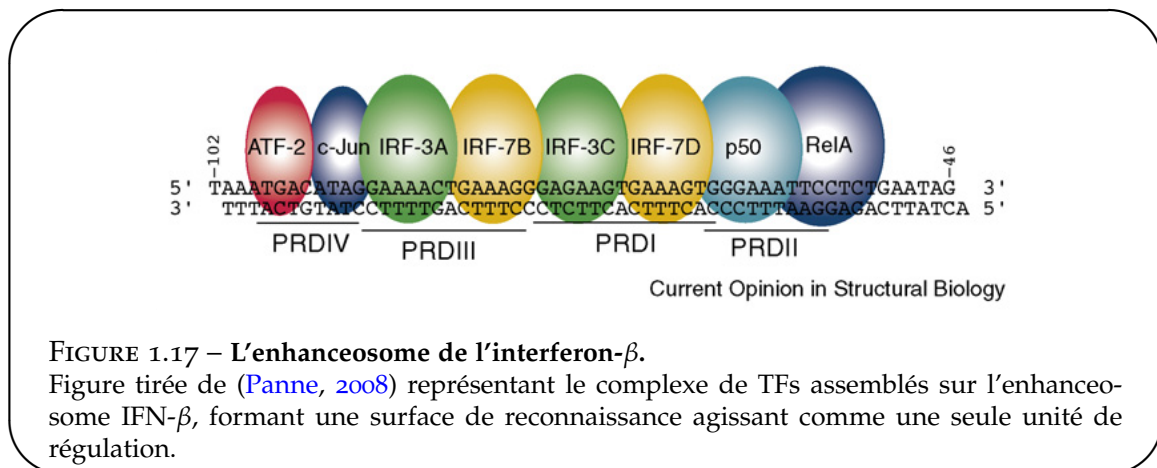 -102
-46
ATF-2 c-Jun IRF-3A IRF-7B IRF-3C IRF-7D p50 RelA
5' TAAATGACATAGGAAAACTGAAAGGGAGAAGTGAAAGTGGGAAATTCCTCTGAATAG 3'
3' TTTACTGTATCCTTTTGACTTTCCCTCTTCACTTTCACCCTTTAAGGAGACTTATCA 5'
PRDIV PRDIII PRDI PRDII
Current Opinion in Structural Biology
FIGURE 1.17 – L'enhanceosome de l'interferon-β.
Figure tirée de (Panne, 2008) représentant le complexe de TFs assemblés sur l'enhanceo-
some IFN-β, formant une surface de reconnaissance agissant comme une seule unité de
régulation.